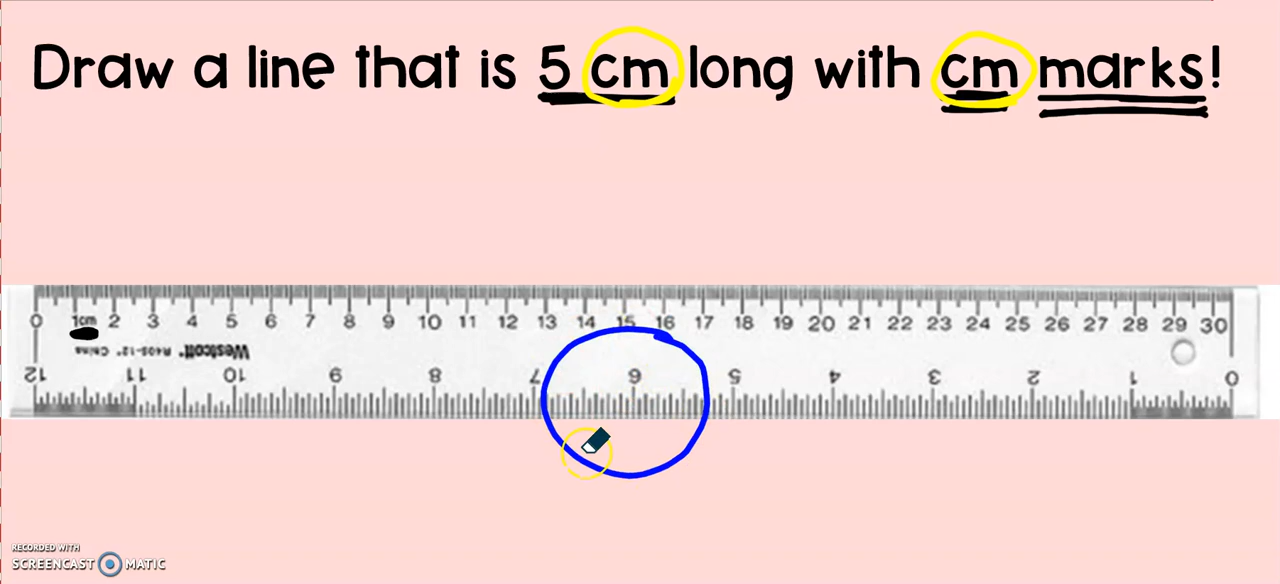 Draw a line that is 5 cm long with cm marks!
0 1cm 2 3 4 5 6 7 8 9 10 11 12 13 14 15 16 17 18 19 20 21 22 23 24 25 26 27 28 29 30
Westcott® R40S-12" China
12 11 10 9 8 7 6 5 4 3 2 1 0
RECORDED WITH
SCREENCAST MATIC